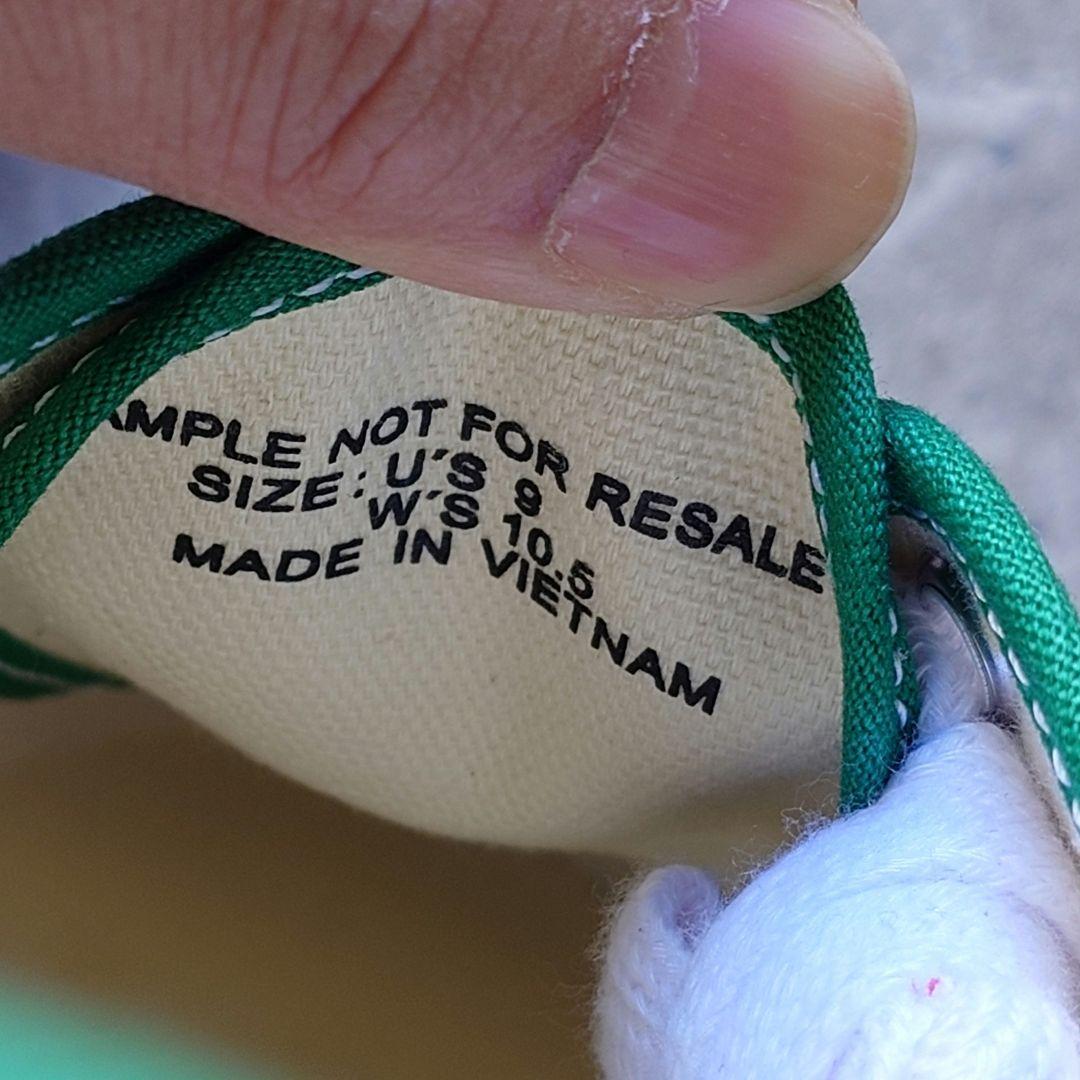 AMPLE NOT FOR RESALE
SIZE: U'S 9
W'S 10.5
MADE IN VIETNAM